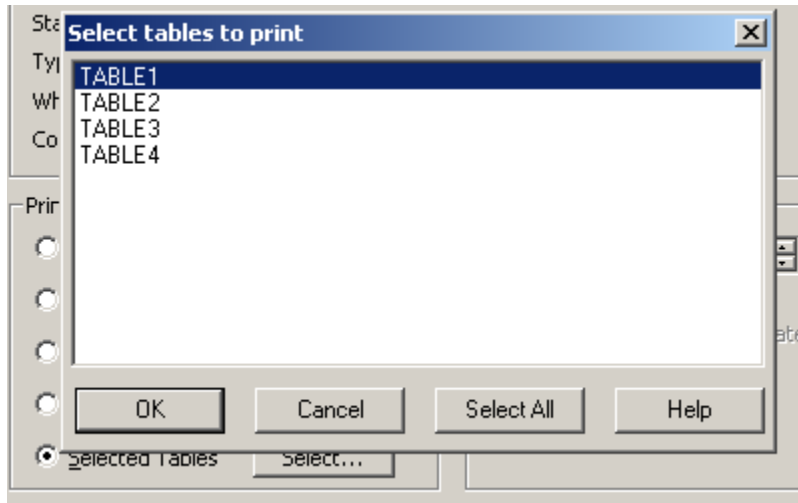 Select tables to print
TABLE1
TABLE2
TABLE3
TABLE4
OK Cancel Select All Help
Selected Tables Select...